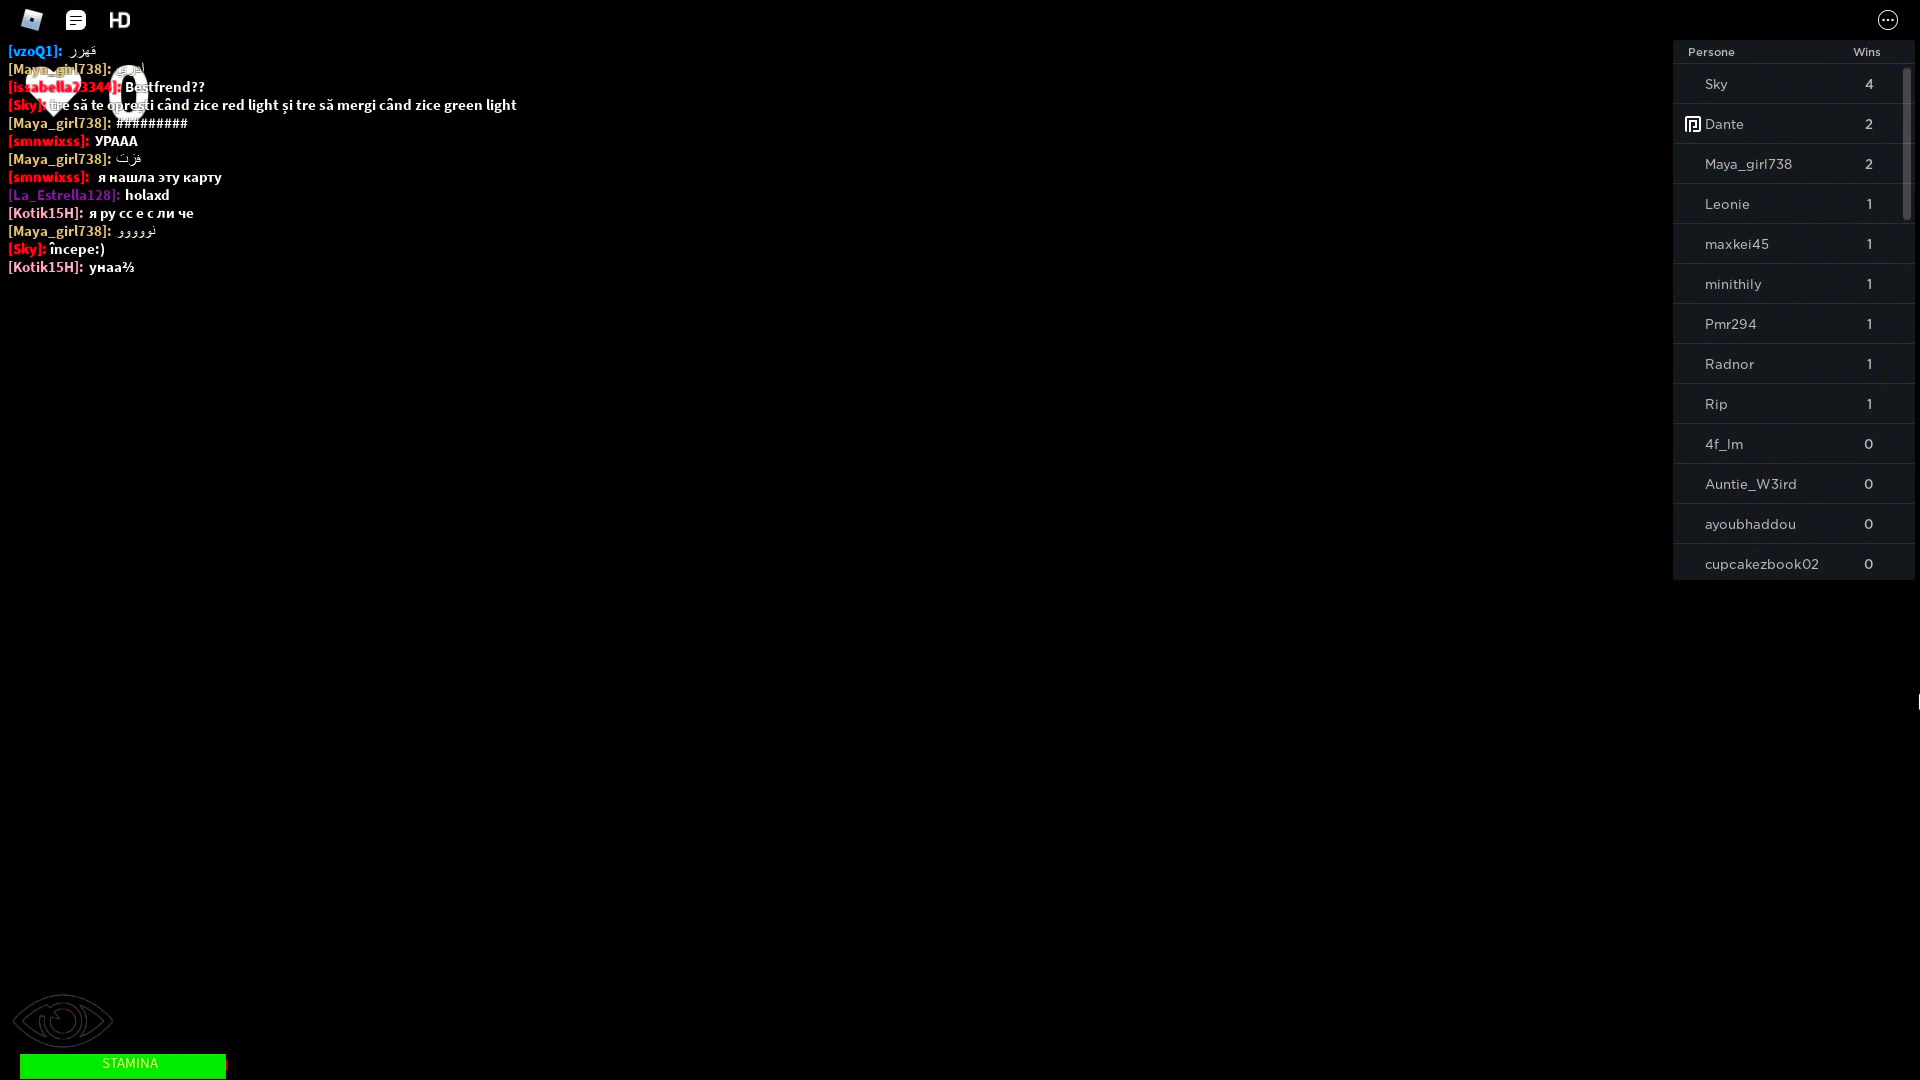 HD
[vzoQ1]: قهرر
[Maya_girl738]:
[issabella23344]: Bestfrend??
0
[Sky]: tre să te oprești când zice red light și tre să mergi când zice green light
[Maya_girl738]: #########
[smnwixss]: УРААА
[Maya_girl738]: فزت
[smnwixss]: я нашла эту карту
[La_Estrella128]: holaxd
[Kotik15H]: я ру сс е с ли че
[Maya_girl738]: نوووو
[Sky]: începe:)
[Kotik15H]: унаа⅔
Persone Wins
Sky 4
Dante 2
Maya_girl738 2
Leonie 1
maxkei45 1
minithily 1
Pmr294 1
Radnor 1
Rip 1
4f_lm 0
Auntie_W3ird 0
ayoubhaddou 0
cupcakezbook02 0
STAMINA